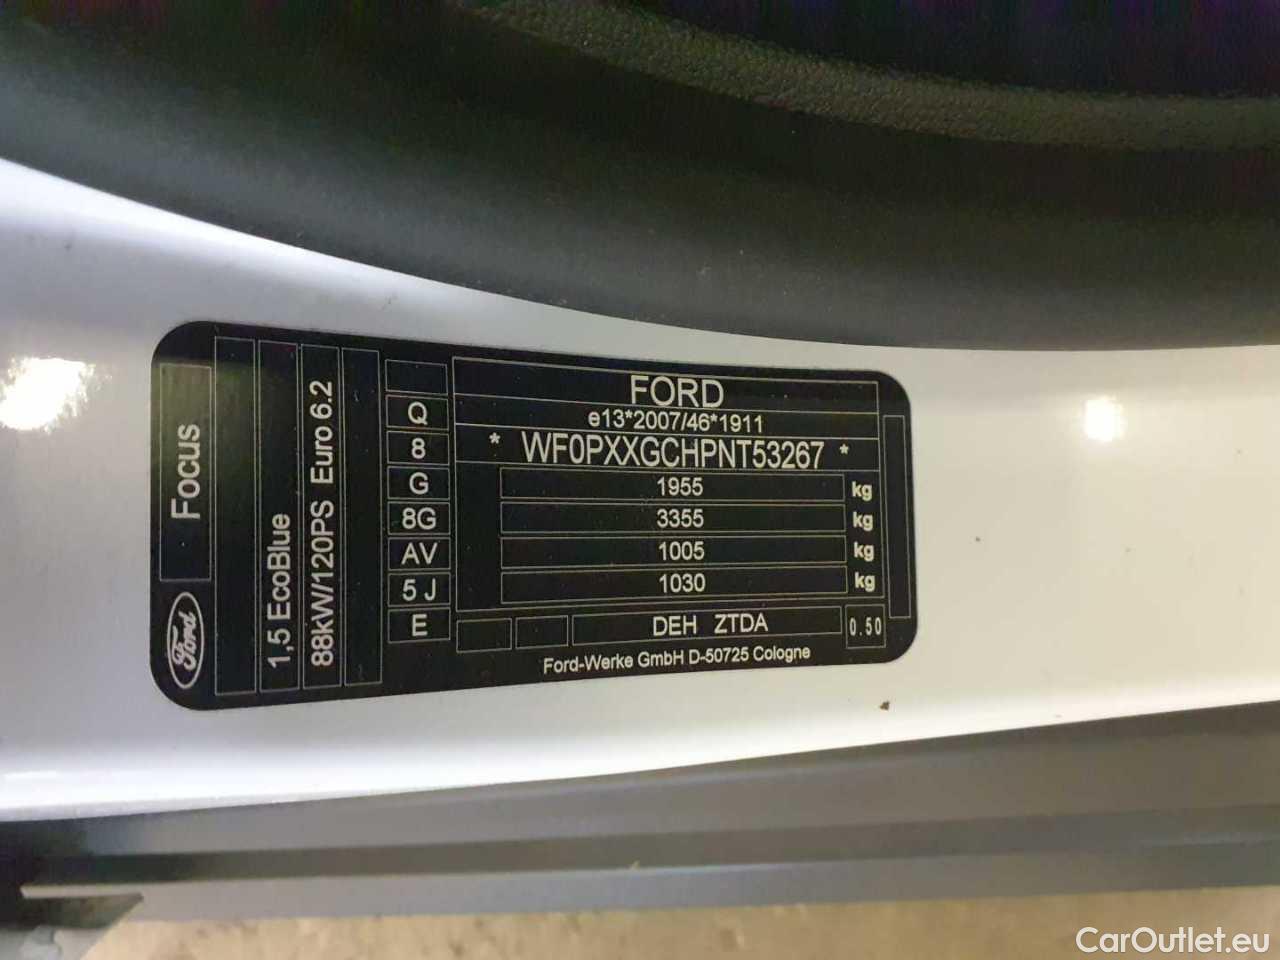 Ford
Focus
1,5 EcoBlue
88kW/120PS Euro 6.2
Q
8
G
8G
AV
5 J
E
FORD
e13*2007/46*1911
* WF0PXXGCHPNT53267 *
1955 kg
3355 kg
1005 kg
1030 kg
DEH ZTDA 0.50
Ford-Werke GmbH D-50725 Cologne
CarOutlet.eu